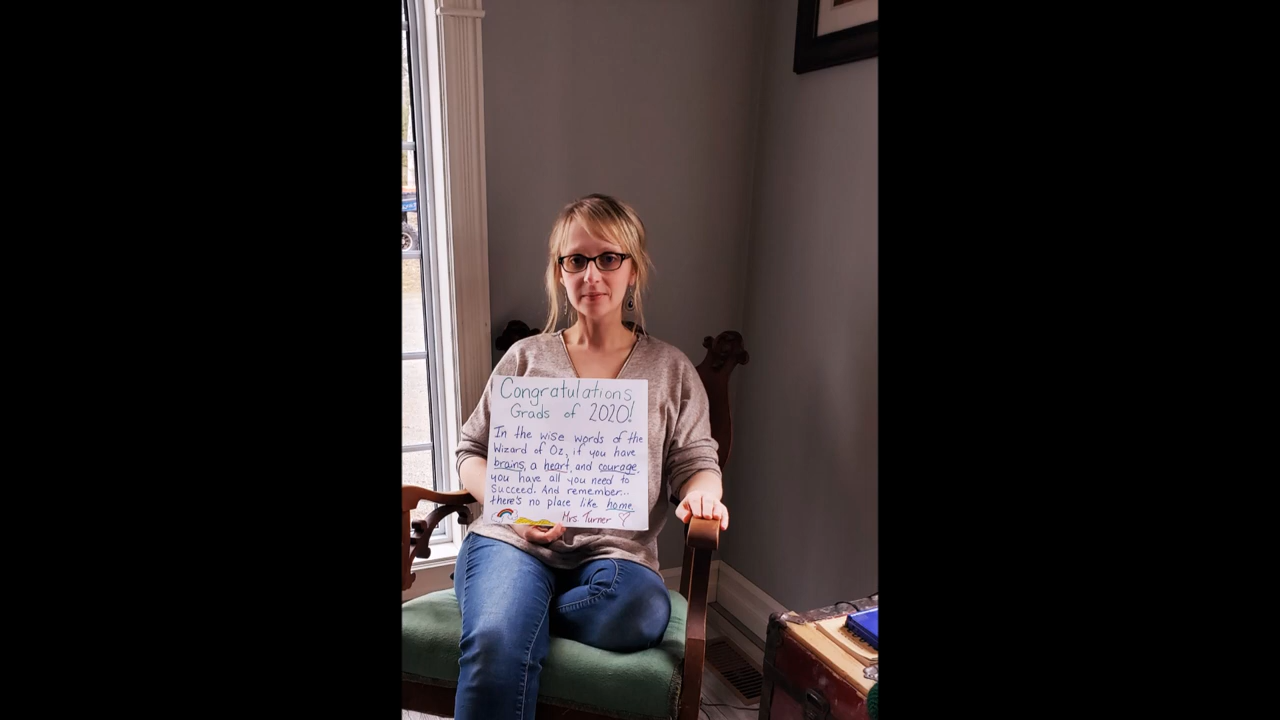 Congratulations
Grads of 2020!
In the wise words of the
Wizard of Oz, if you have
brains, a heart, and courage,
you have all you need to
succeed. And remember...
there's no place like home.
Mrs. Turner